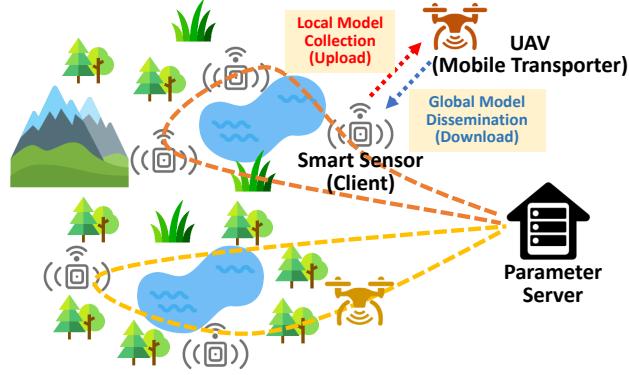 Local Model
Collection
(Upload)
UAV
(Mobile Transporter)
Global Model
Dissemination
(Download)
Smart Sensor
(Client)
Parameter
Server